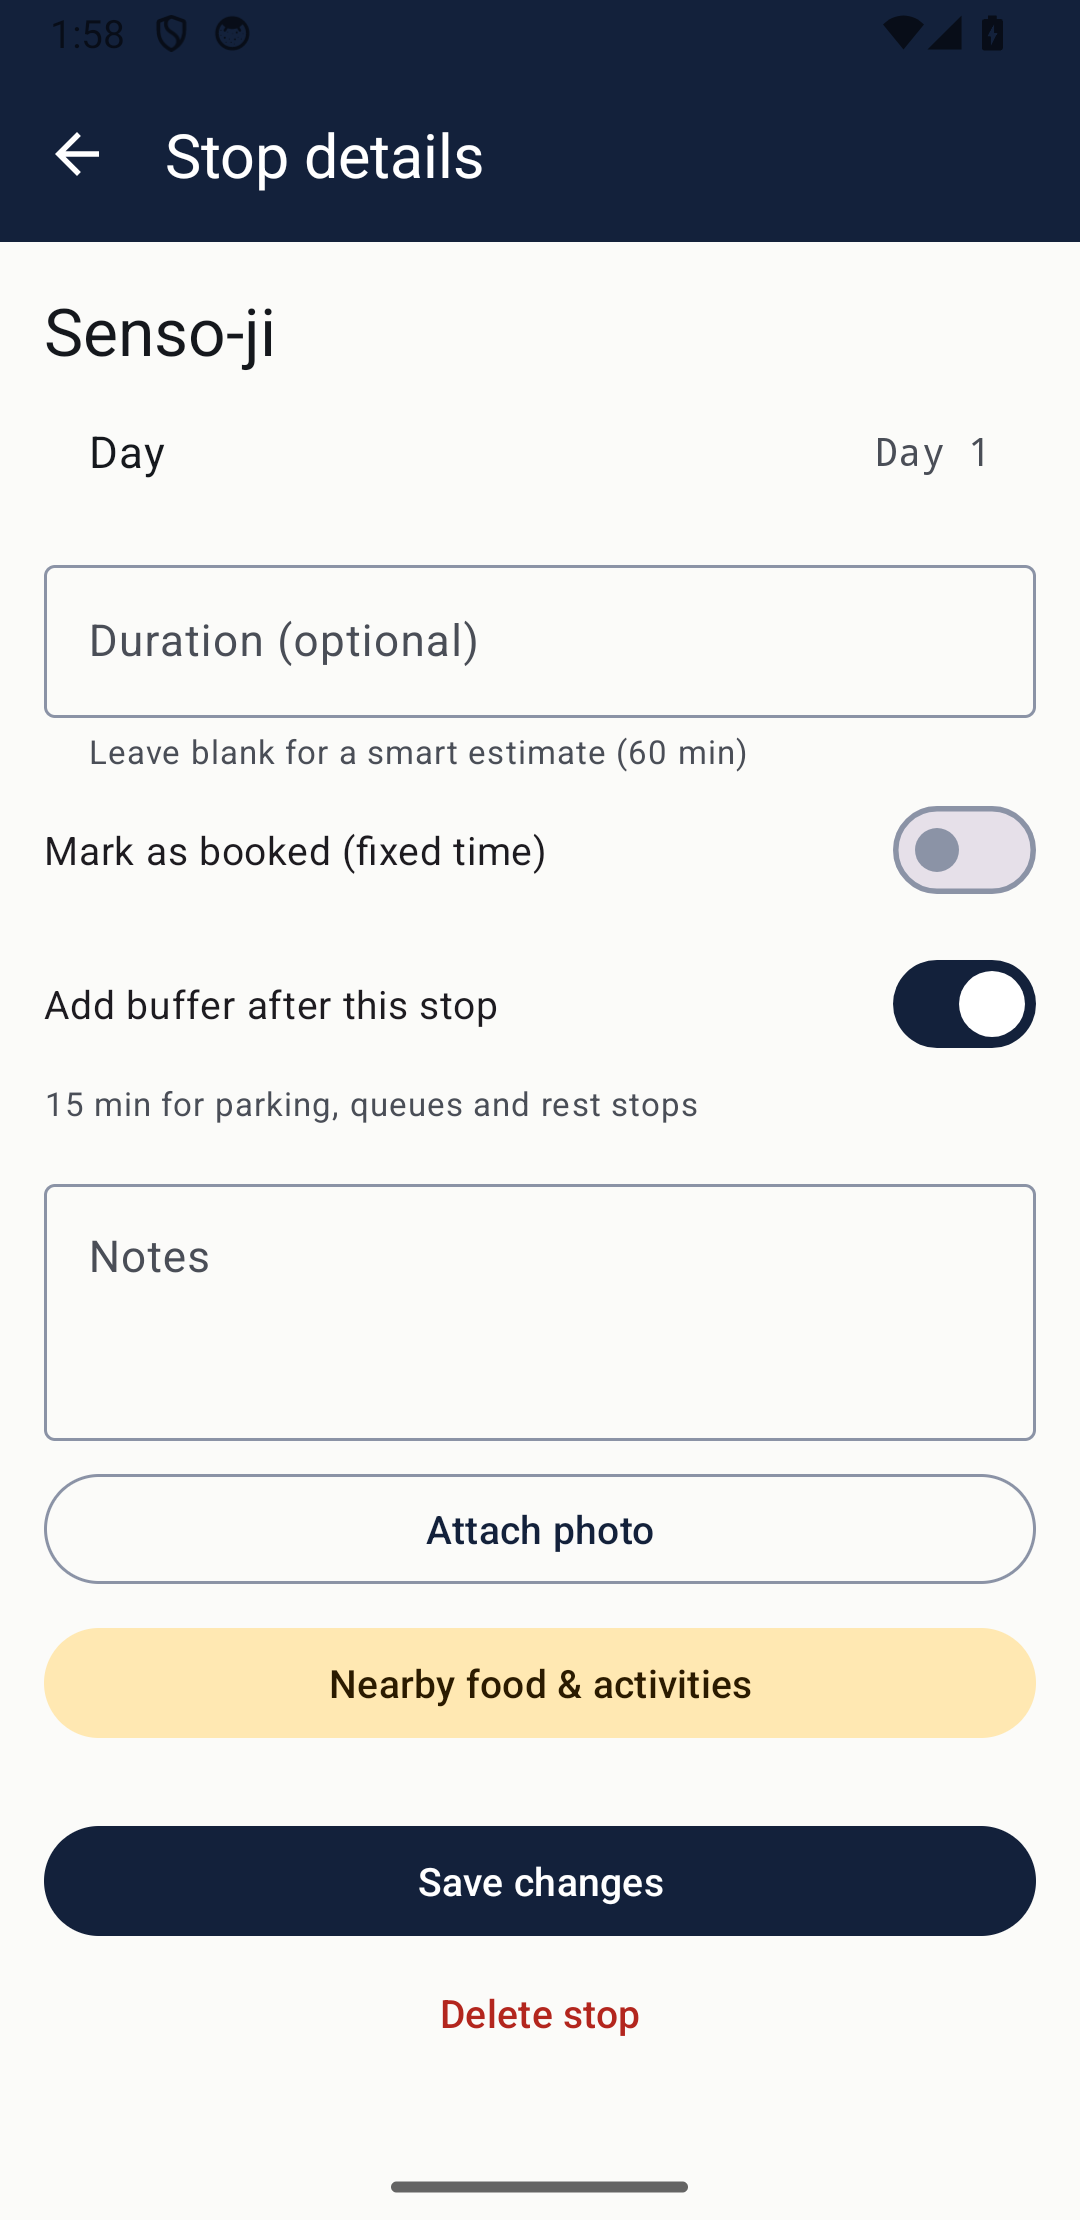 1:58
Stop details
Senso-ji
Day
Day 1
Duration (optional)
Leave blank for a smart estimate (60 min)
Mark as booked (fixed time)
Add buffer after this stop
15 min for parking, queues and rest stops
Notes
Attach photo
Nearby food & activities
Save changes
Delete stop